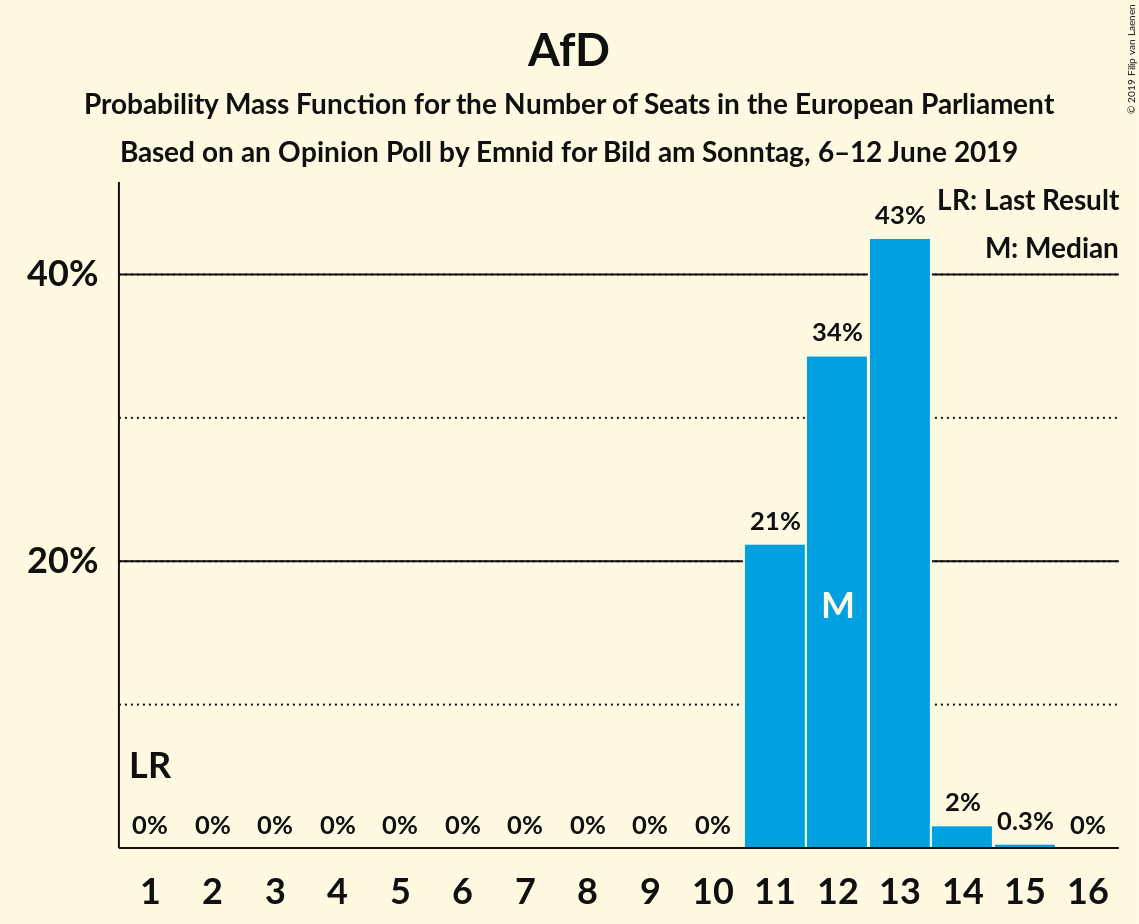 AfD
Probability Mass Function for the Number of Seats in the European Parliament
Based on an Opinion Poll by Emnid for Bild am Sonntag, 6–12 June 2019
© 2019 Filip van Laenen
LR: Last Result
M: Median
43%
40%
34%
21%
20%
M
LR
0% 0% 0% 0% 0% 0% 0% 0% 0% 0% 2% 0.3% 0%
1 2 3 4 5 6 7 8 9 10 11 12 13 14 15 16